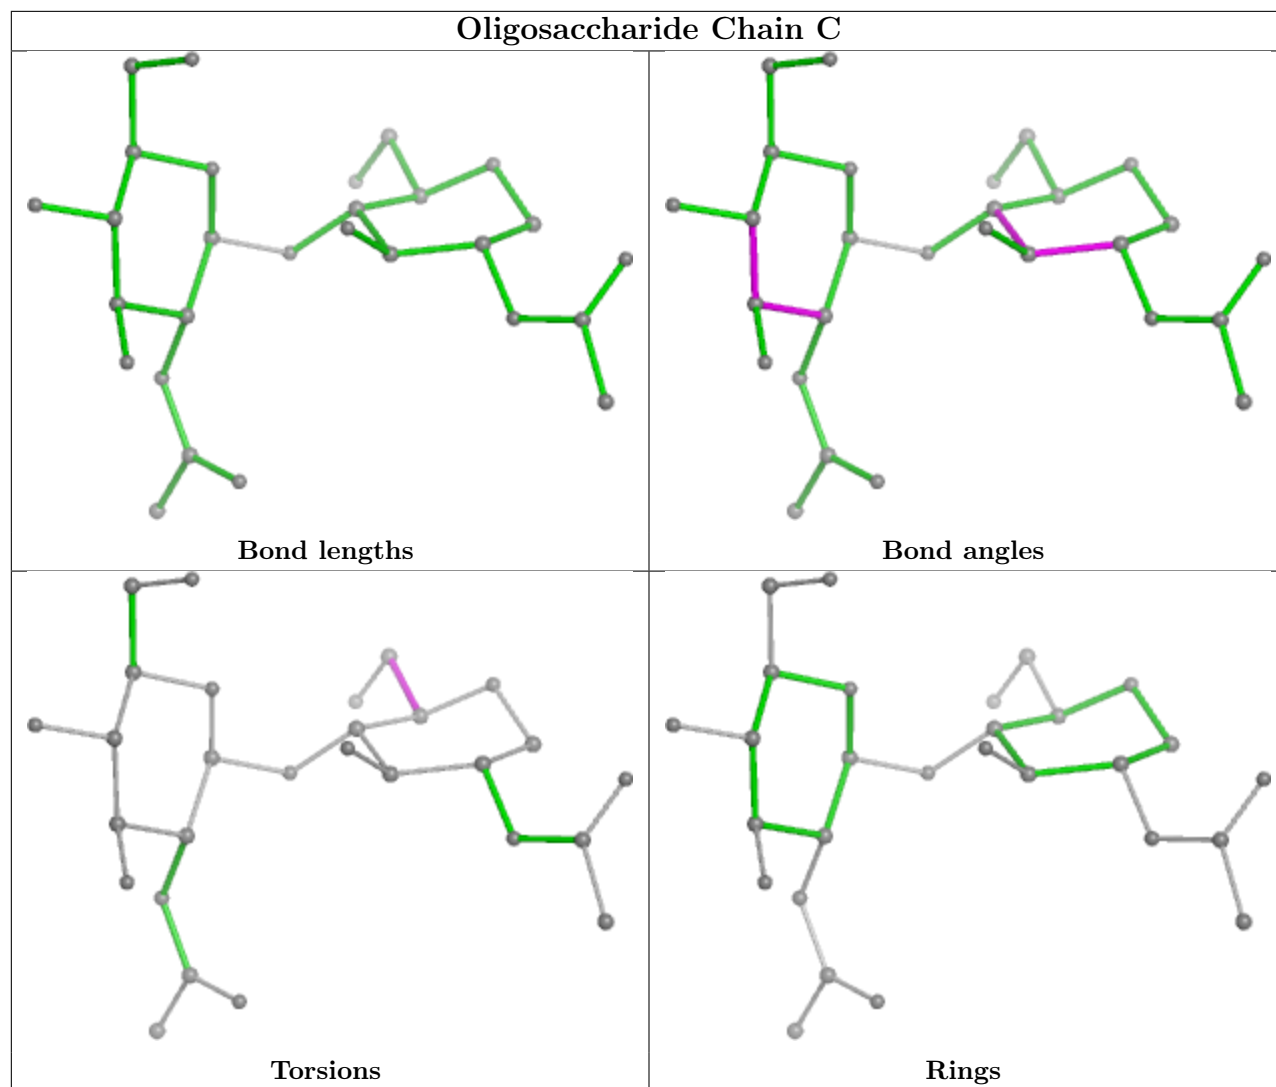 Oligosaccharide Chain C
Bond lengths
Bond angles
Torsions
Rings